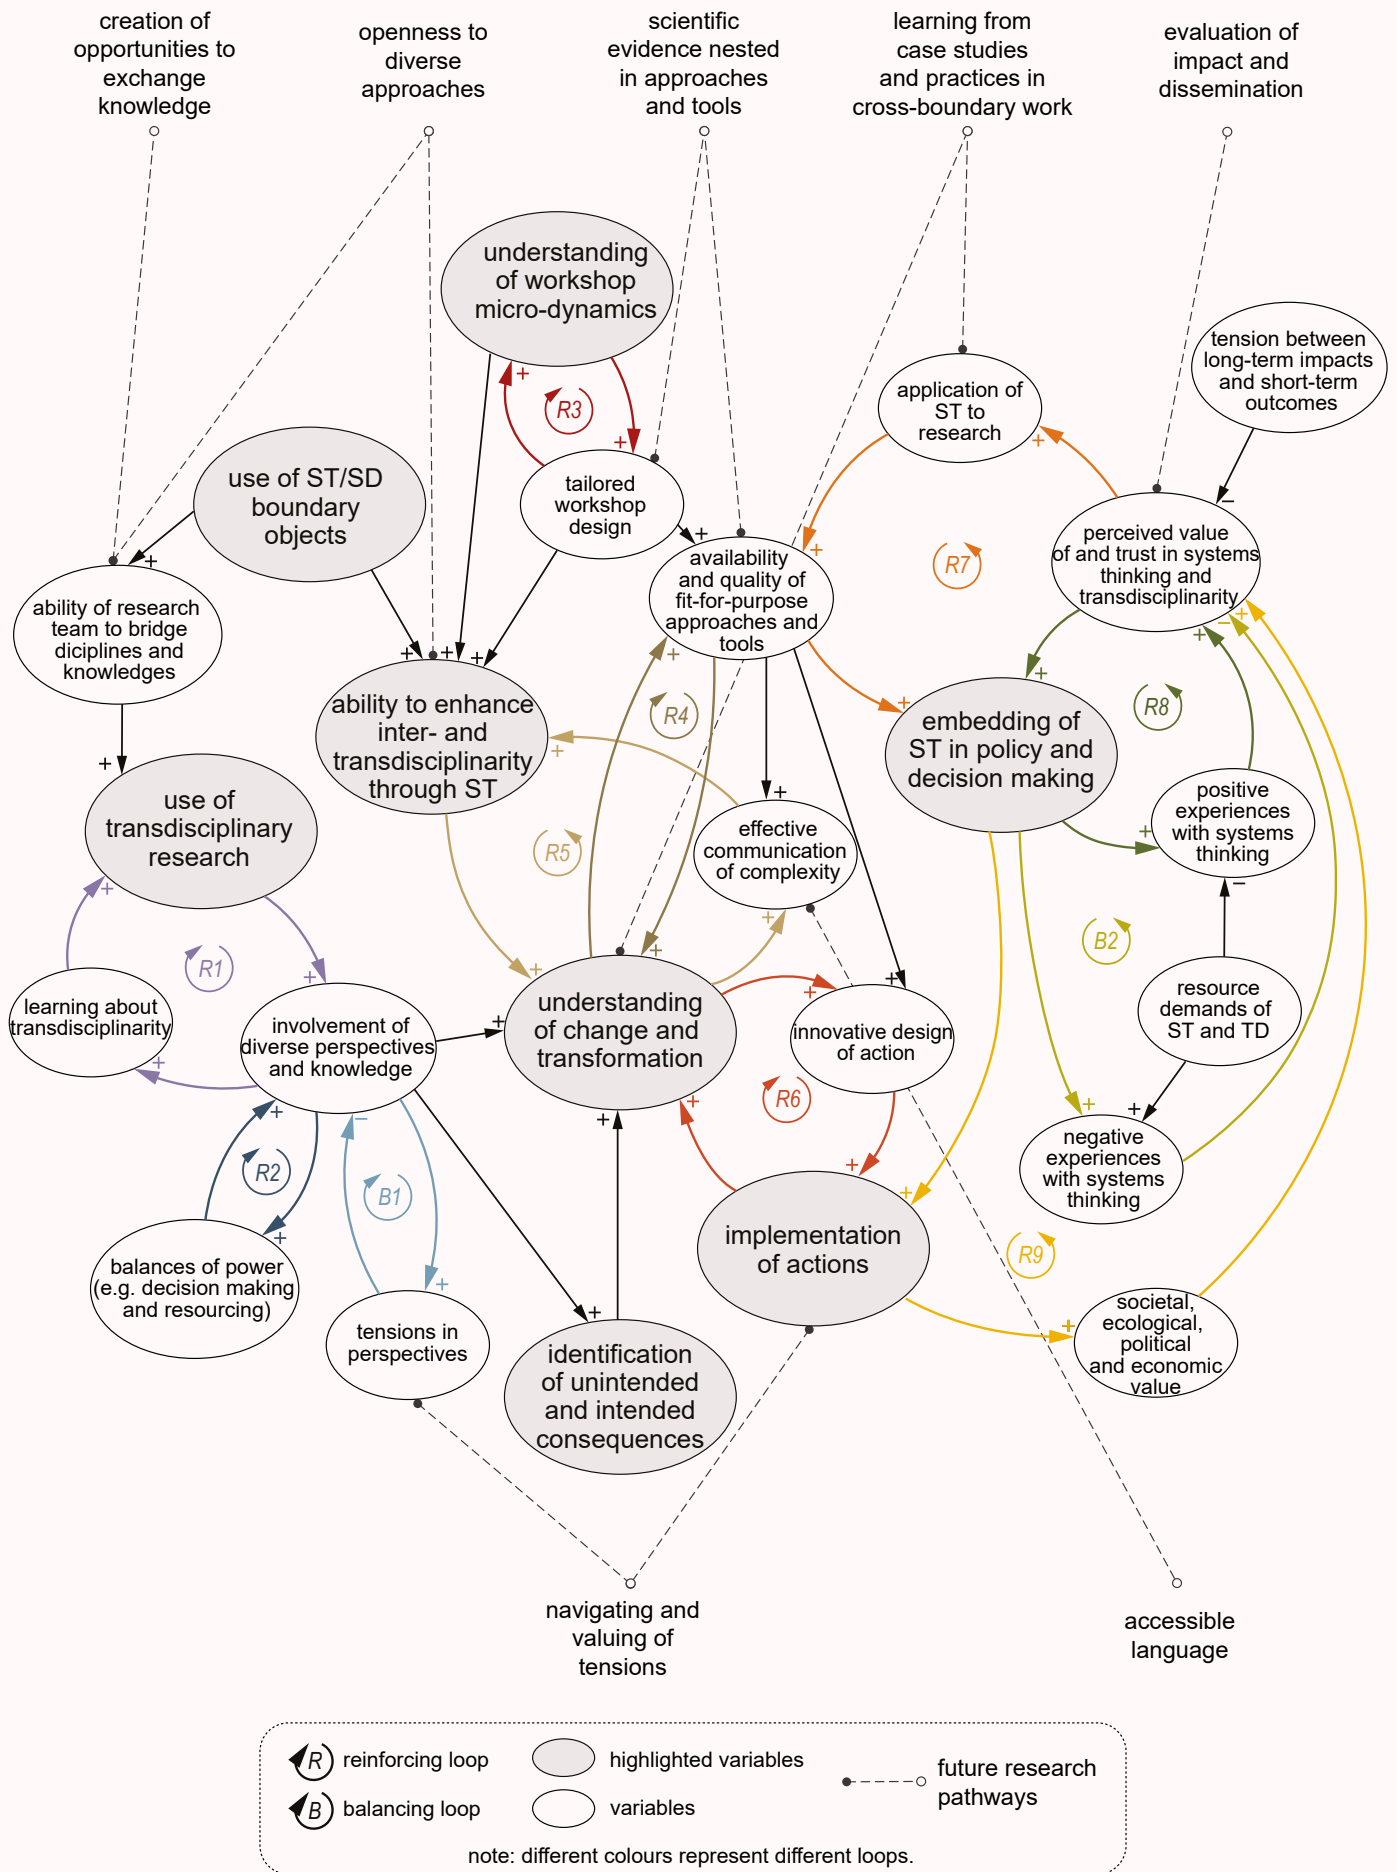 creation of
opportunities to
exchange
knowledge
openness to
diverse
approaches
scientific
evidence nested
in approaches
and tools
learning from
case studies
and practices in
cross-boundary work
evaluation of
impact and
dissemination
understanding
of workshop
micro-dynamics
tension between
long-term impacts
and short-term
outcomes
application of
ST to
research
+
R3
+
+
use of ST/SD
boundary
objects
tailored
workshop
design
−
+
+
+
perceived value
of and trust in systems
thinking and
transdisciplinarity
availability
and quality of
fit-for-purpose
approaches and
tools
R7
ability of research
team to bridge
diciplines and
knowledges
+
−
+
+
+
+
+
+
ability to enhance
inter- and
transdisciplinarity
through ST
R4
+
+
R8
embedding of
ST in policy and
decision making
+
+
use of
transdisciplinary
research
positive
experiences
with systems
thinking
+
effective
communication
of complexity
+
R5
−
+
+
B2
R1
+
+
+
+
+
learning about
transdisciplinarity
involvement of
diverse perspectives
and knowledge
+
understanding
of change and
transformation
innovative design
of action
resource
demands of
ST and TD
+
R6
+
+
−
+
+
+
+
negative
experiences
with systems
thinking
R2
B1
+
+
implementation
of actions
R9
+
balances of power
(e.g. decision making
and resourcing)
+
tensions in
perspectives
+
+
societal,
ecological,
political
and economic
value
identification
of unintended
and intended
consequences
navigating and
valuing of
tensions
accessible
language
R reinforcing loop
highlighted variables
future research
pathways
B balancing loop
variables
note: different colours represent different loops.